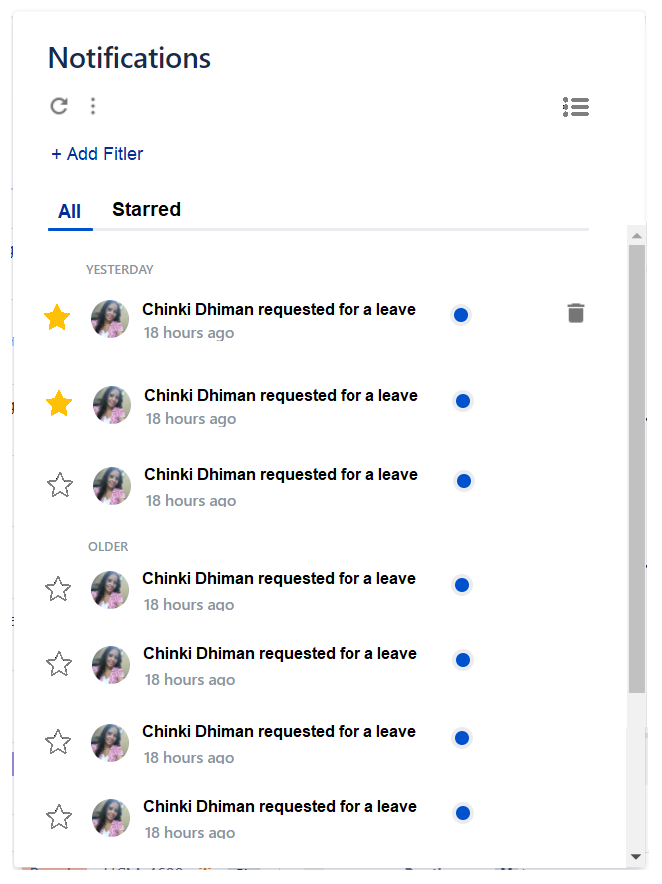 Notifications
+ Add Fitler
All Starred
YESTERDAY
Chinki Dhiman requested for a leave
18 hours ago
Chinki Dhiman requested for a leave
18 hours ago
Chinki Dhiman requested for a leave
18 hours ago
OLDER
Chinki Dhiman requested for a leave
18 hours ago
Chinki Dhiman requested for a leave
18 hours ago
Chinki Dhiman requested for a leave
18 hours ago
Chinki Dhiman requested for a leave
18 hours ago